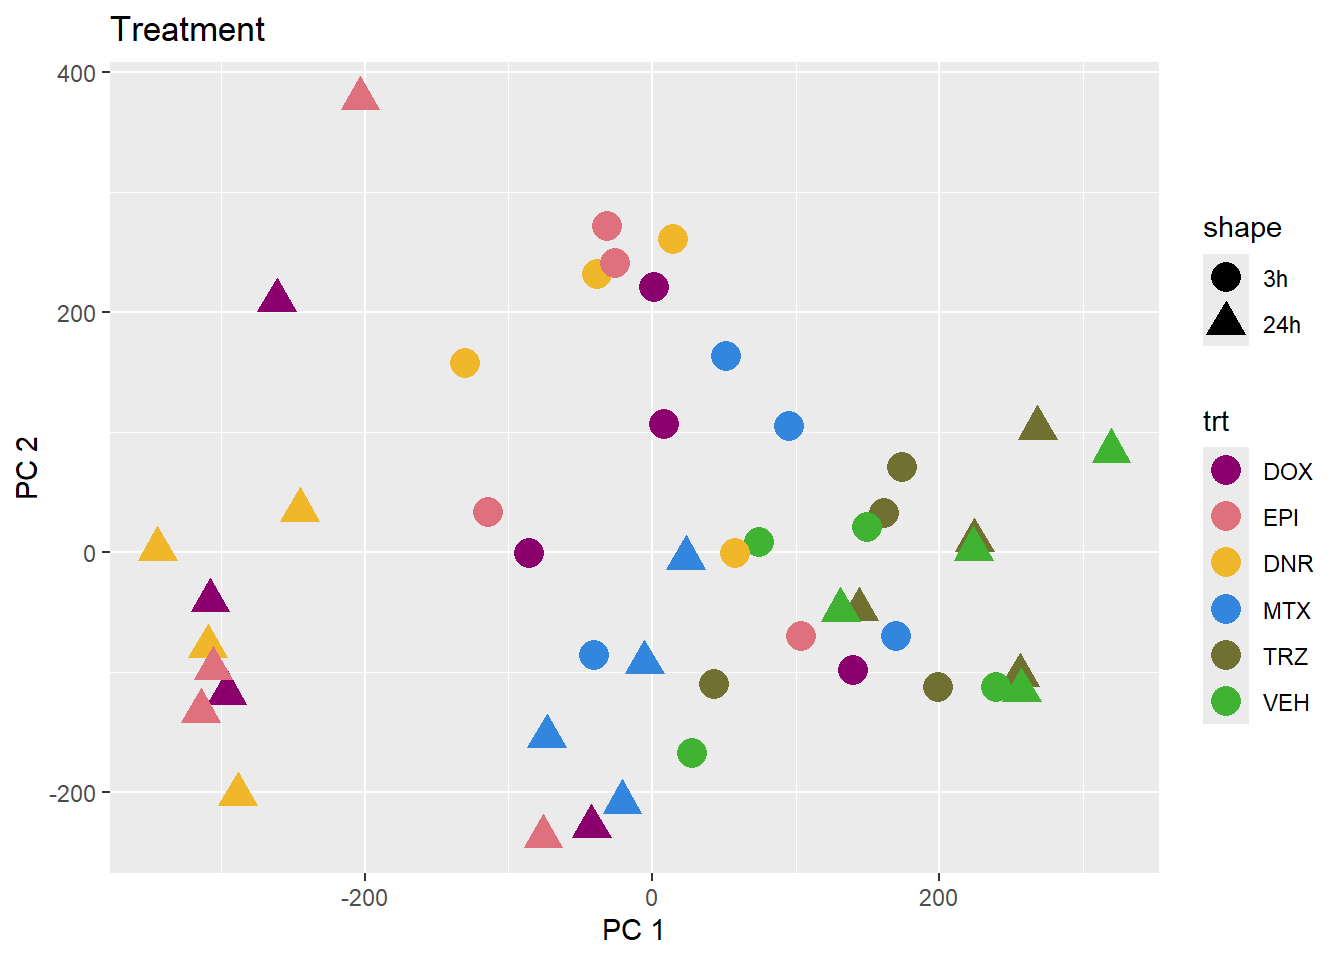 Treatment
400
200
0
-200
PC 2
-200
0
200
PC 1
shape
3h
24h
trt
DOX
EPI
DNR
MTX
TRZ
VEH